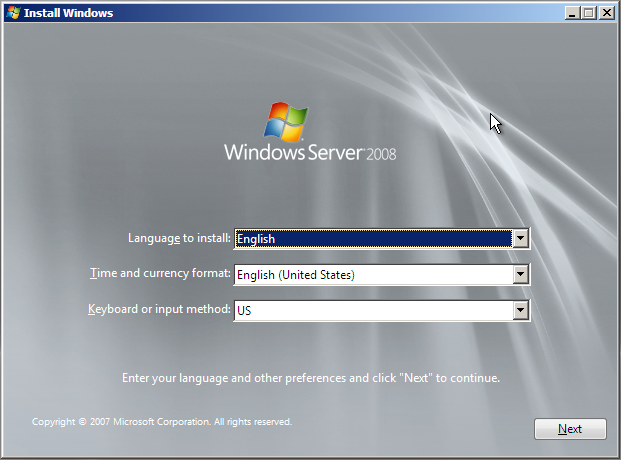 Install Windows
Windows Server 2008
Language to install: English
Time and currency format: English (United States)
Keyboard or input method: US
Enter your language and other preferences and click "Next" to continue.
Copyright © 2007 Microsoft Corporation. All rights reserved.
Next